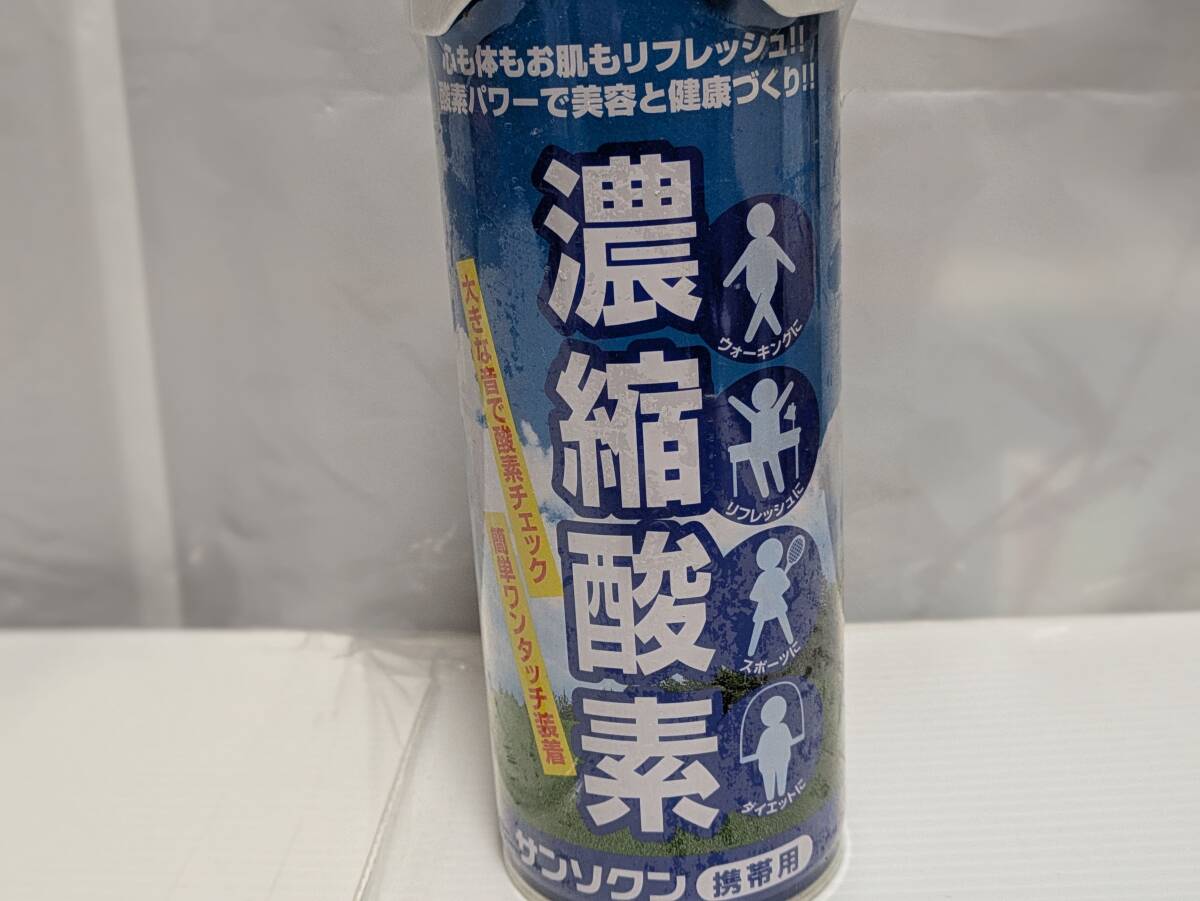 心も体もお肌もリフレッシュ!!
酸素パワーで美容と健康づくり!!
濃縮酸素
大きな音で酸素チェック
簡単ワンタッチ装着
ウォーキングに
リフレッシュに
スポーツに
ダイエットに
サンソクン
携帯用